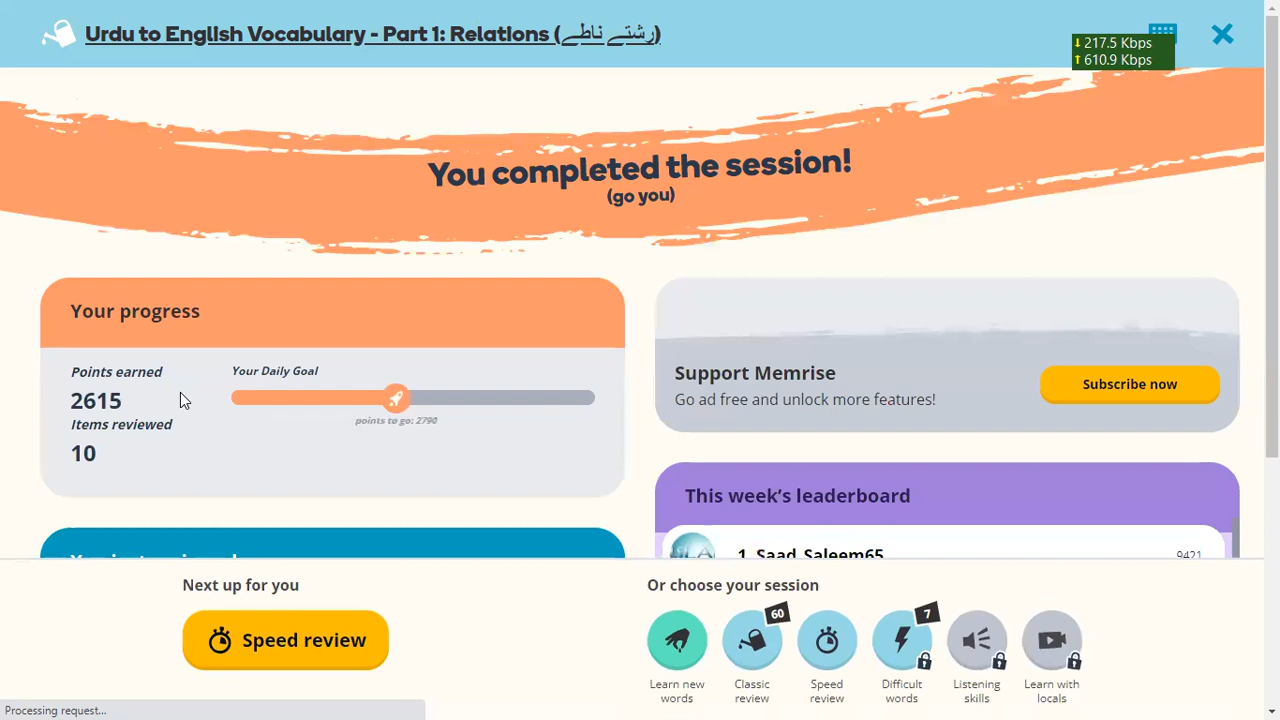 Urdu to English Vocabulary - Part 1: Relations (رشتے ناطے)
↓ 217.5 Kbps
↑ 610.9 Kbps
You completed the session!
(go you)
Your progress
Points earned
2615
Items reviewed
10
Your Daily Goal
points to go: 2790
Support Memrise
Go ad free and unlock more features!
Subscribe now
This week's leaderboard
1. Saad_Saleem65
9421
Next up for you
Speed review
Or choose your session
60
7
Learn new
words
Classic
review
Speed
review
Difficult
words
Listening
skills
Learn with
locals
Processing request...